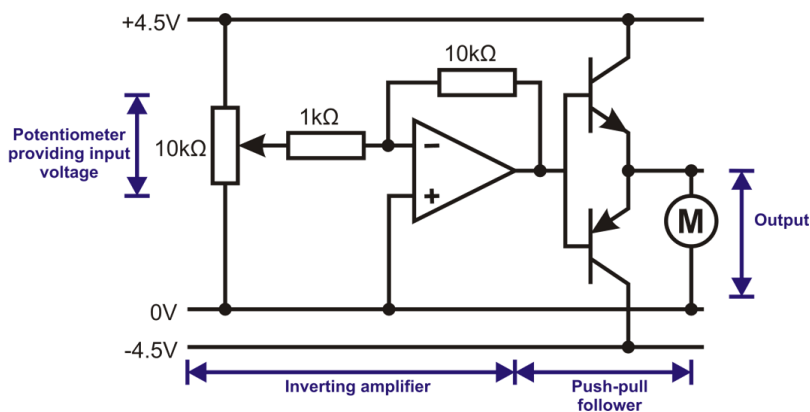 +4.5V
10kΩ
1kΩ
Potentiometer
providing input
voltage
10kΩ
−
+
M
Output
0V
-4.5V
Inverting amplifier
Push-pull
follower